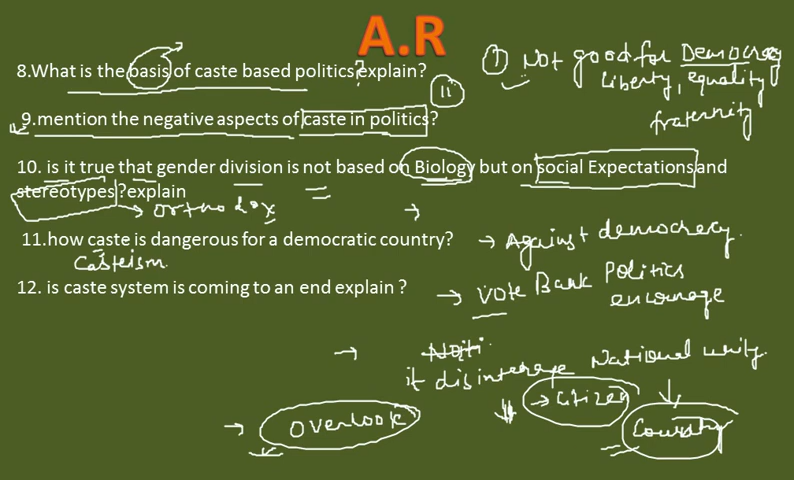 A.R
8.What is the basis of caste based politics explain?
?
① Not good for Democracy
Liberty, equality
fraternity
11
9.mention the negative aspects of caste in politics?
10. is it true that gender division is not based on Biology but on social Expectations and
stereotypes ?explain
→ orthodox
→
11.how caste is dangerous for a democratic country?
→ Against democracy.
Casteism.
12. is caste system is coming to an end explain ?
→ Vote Bank Politics
encourage
→ National unity.
it disinterage
→ Citizen
→ Overlook
Country